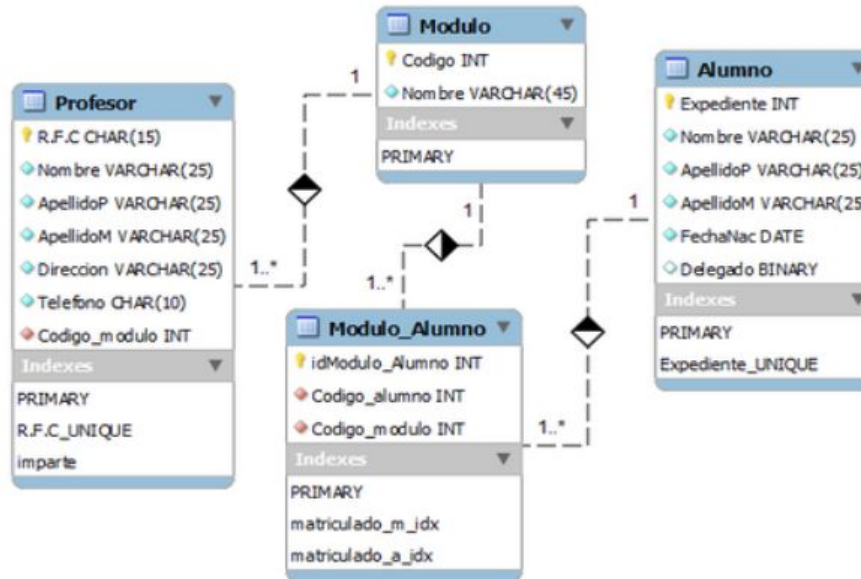 Modulo
Codigo INT
Nombre VARCHAR(45)
Indexes
PRIMARY
Profesor
R.F.C CHAR(15)
Nombre VARCHAR(25)
ApellidoP VARCHAR(25)
ApellidoM VARCHAR(25)
Direccion VARCHAR(25)
Telefono CHAR(10)
Codigo_modulo INT
Indexes
PRIMARY
R.F.C_UNIQUE
imparte
1
1..*
1
1..*
Modulo_Alumno
idModulo_Alumno INT
Codigo_alumno INT
Codigo_modulo INT
Indexes
PRIMARY
matriculado_m_idx
matriculado_a_idx
1
1..*
Alumno
Expediente INT
Nombre VARCHAR(25)
ApellidoP VARCHAR(25)
ApellidoM VARCHAR(25
FechaNac DATE
Delegado BINARY
Indexes
PRIMARY
Expediente_UNIQUE